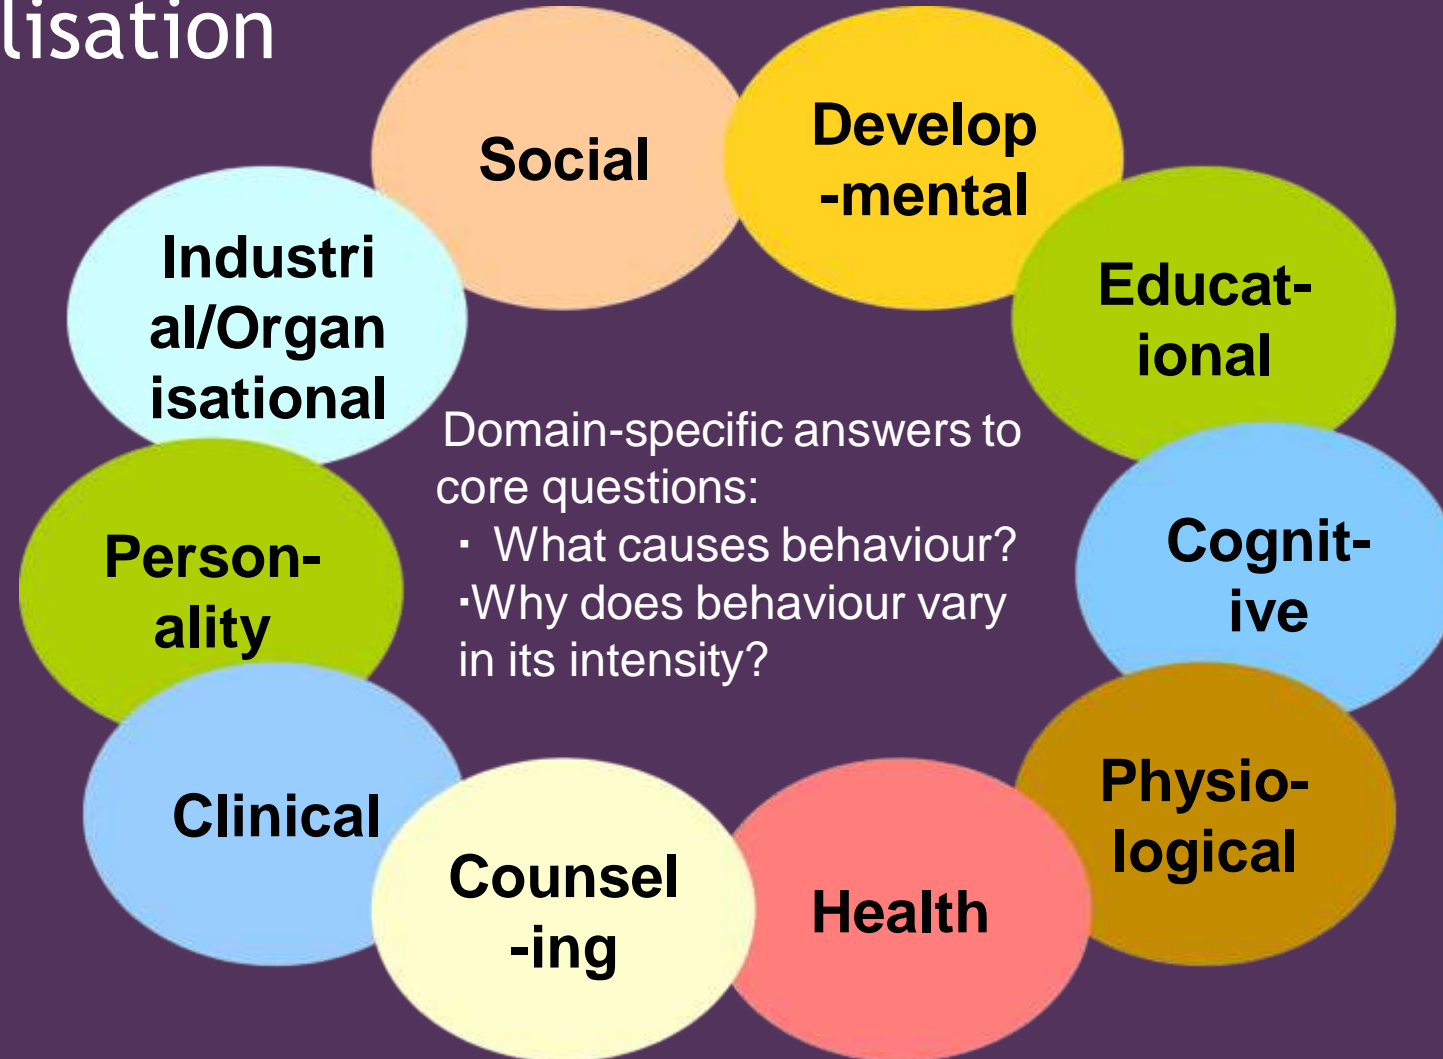 lisation
Social
Develop
-mental
Industri
al/Organ
isational
Educat-
ional
Domain-specific answers to
core questions:
· What causes behaviour?
·Why does behaviour vary
in its intensity?
Person-
ality
Cognit-
ive
Clinical
Physio-
logical
Counsel
-ing
Health